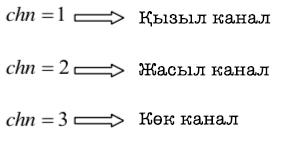 chn = 1 ⟹ Қызыл канал
chn = 2 ⟹ Жасыл канал
chn = 3 ⟹ Көк канал